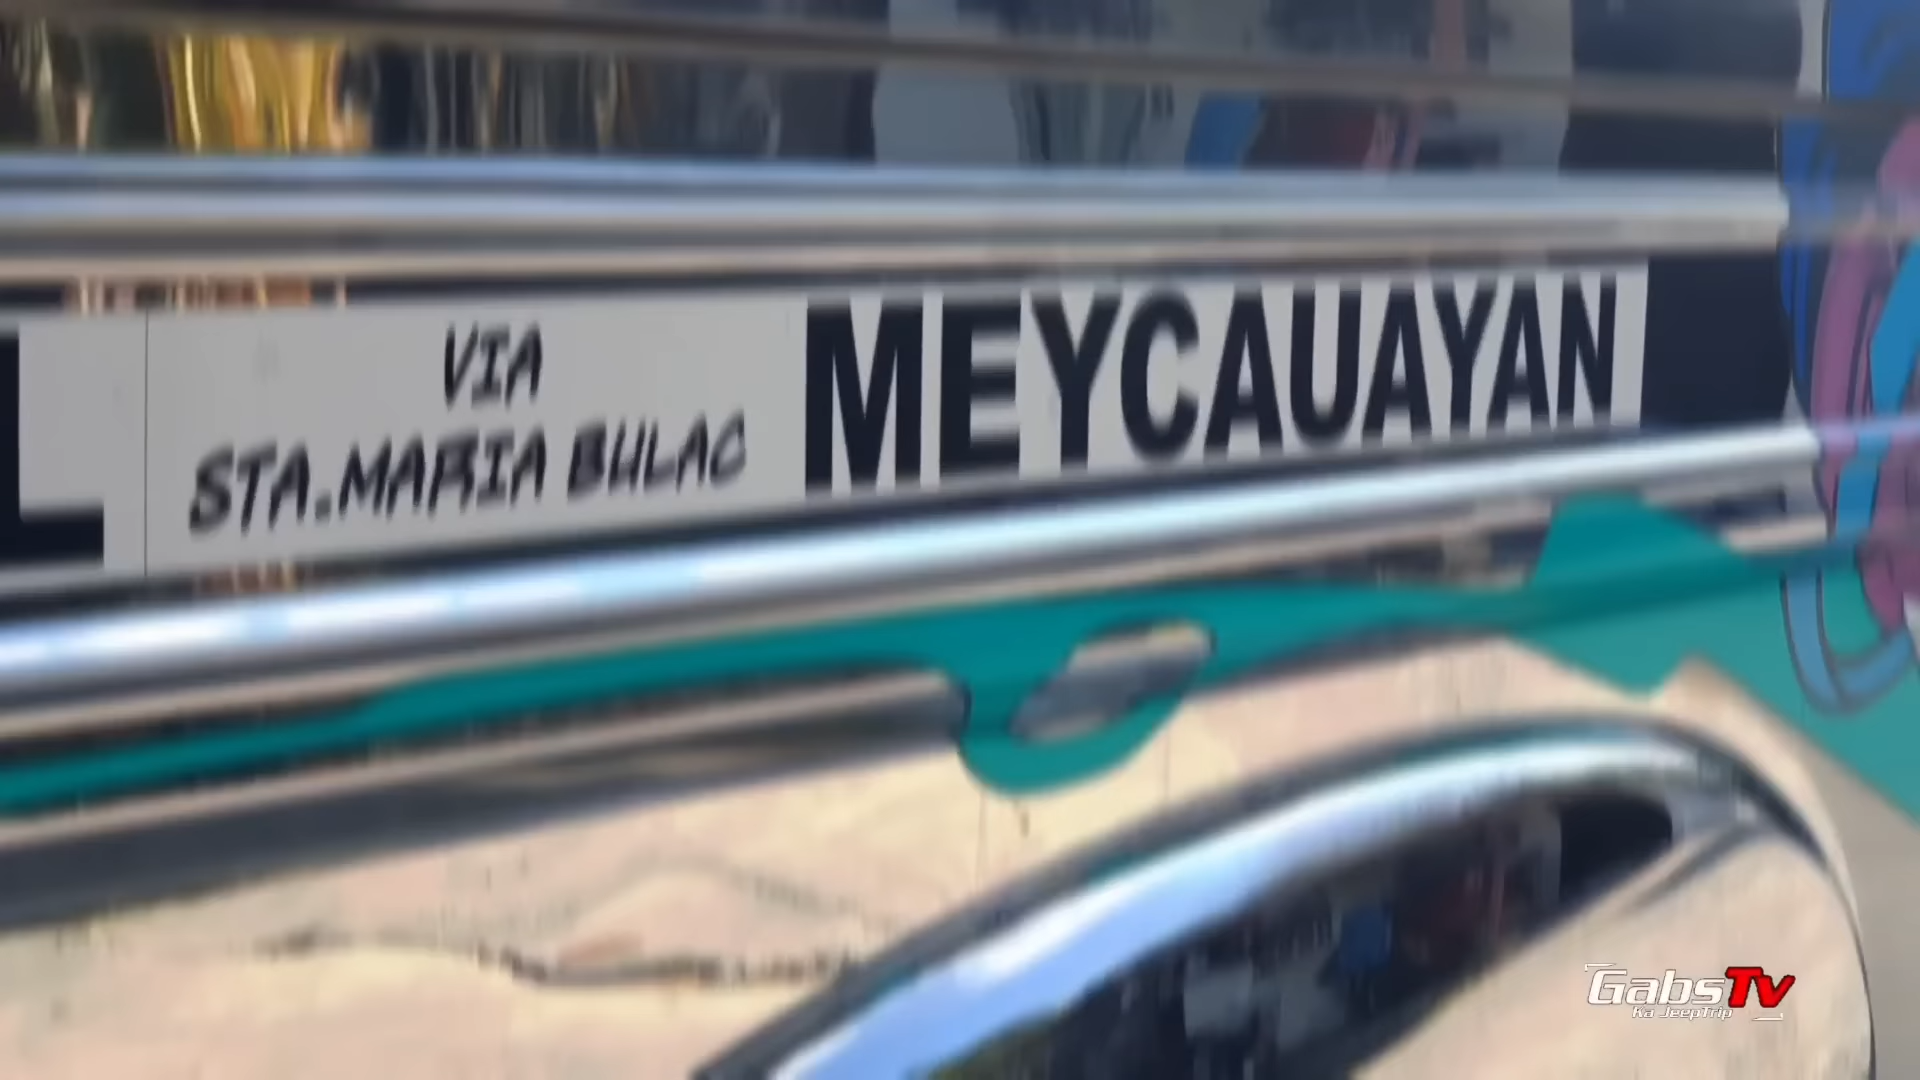 L
VIA
STA.MARIA BULAC
MEYCAUAYAN
GabsTv
Ka JeepTrip